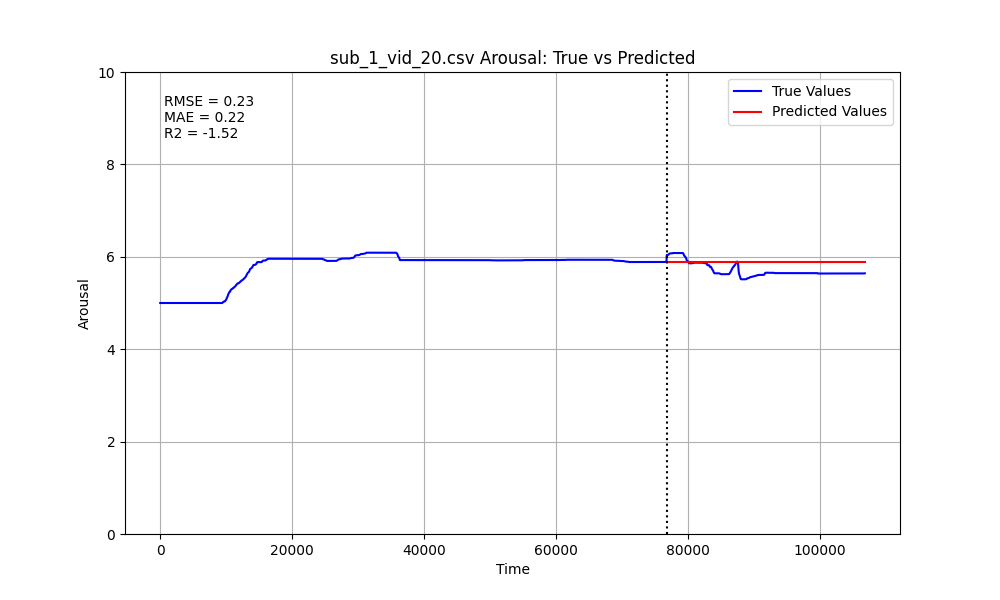 sub_1_vid_20.csv Arousal: True vs Predicted
RMSE = 0.23
MAE = 0.22
R2 = -1.52
True Values
Predicted Values
10
8
6
4
2
0
Arousal
0
20000
40000
60000
80000
100000
Time